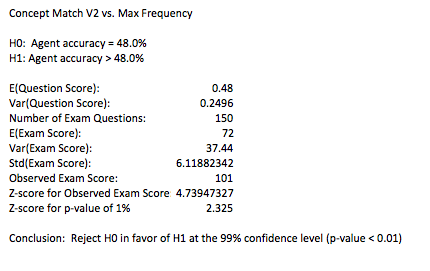 Concept Match V2 vs. Max Frequency
H0: Agent accuracy = 48.0%
H1: Agent accuracy > 48.0%
E(Question Score): 0.48
Var(Question Score): 0.2496
Number of Exam Questions: 150
E(Exam Score): 72
Var(Exam Score): 37.44
Std(Exam Score): 6.11882342
Observed Exam Score: 101
Z-score for Observed Exam Score 4.73947327
Z-score for p-value of 1% 2.325
Conclusion: Reject H0 in favor of H1 at the 99% confidence level (p-value < 0.01)